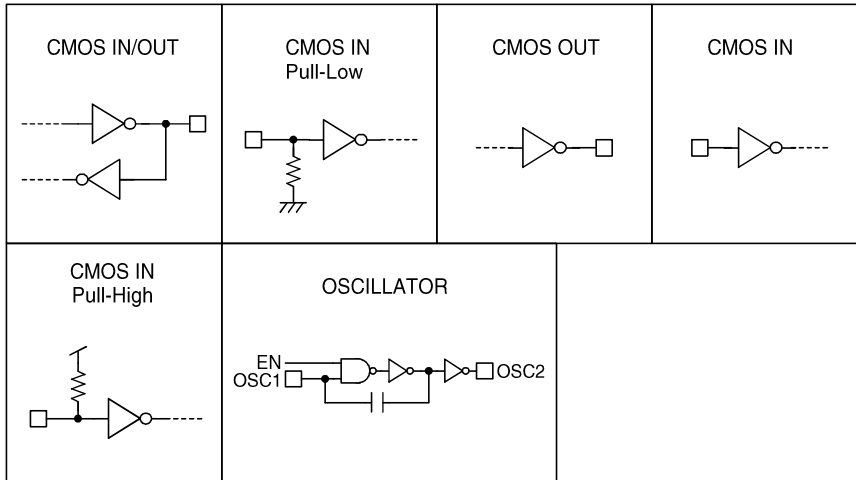 CMOS IN/OUT
CMOS IN
Pull-Low
CMOS OUT
CMOS IN
CMOS IN
Pull-High
OSCILLATOR
EN
OSC1
OSC2